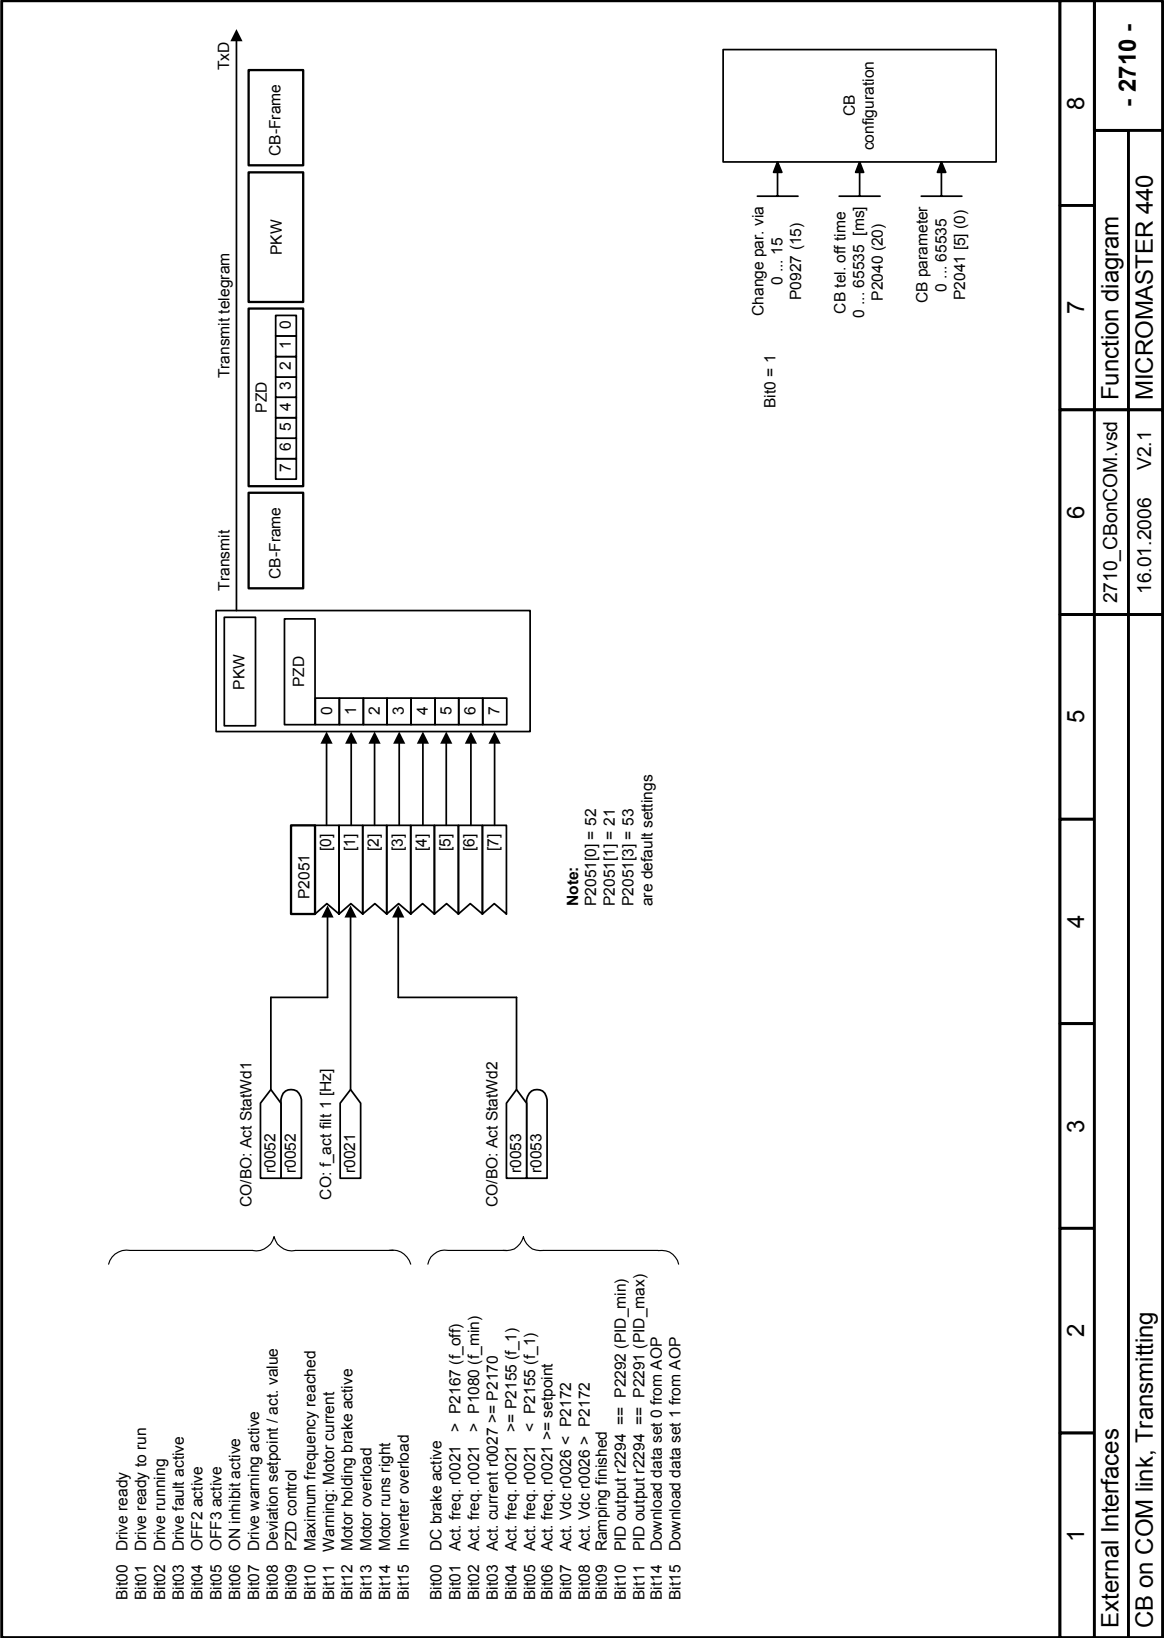 Bit00 Drive ready
Bit01 Drive ready to run
Bit02 Drive running
Bit03 Drive fault active
Bit04 OFF2 active
Bit05 OFF3 active
Bit06 ON inhibit active
Bit07 Drive warning active
Bit08 Deviation setpoint / act. value
Bit09 PZD control
Bit10 Maximum frequency reached
Bit11 Warning: Motor current
Bit12 Motor holding brake active
Bit13 Motor overload
Bit14 Motor runs right
Bit15 Inverter overload
Bit00 DC brake active
Bit01 Act. freq. r0021 > P2167 (f_off)
Bit02 Act. freq. r0021 > P1080 (f_min)
Bit03 Act. current r0027 >= P2170
Bit04 Act. freq. r0021 >= P2155 (f_1)
Bit05 Act. freq. r0021 < P2155 (f_1)
Bit06 Act. freq. r0021 >= setpoint
Bit07 Act. Vdc r0026 < P2172
Bit08 Act. Vdc r0026 > P2172
Bit09 Ramping finished
Bit10 PID output r2294 == P2292 (PID_min)
Bit11 PID output r2294 == P2291 (PID_max)
Bit14 Download data set 0 from AOP
Bit15 Download data set 1 from AOP
CO/BO: Act StatWd1
r0052
r0052
CO: f_act filt 1 [Hz]
r0021
CO/BO: Act StatWd2
r0053
r0053
P2051
[0]
[1]
[2]
[3]
[4]
[5]
[6]
[7]
Note:
P2051[0] = 52
P2051[1] = 21
P2051[3] = 53
are default settings
PKW
PZD
0
1
2
3
4
5
6
7
Transmit
Transmit telegram
TxD
CB-Frame
PZD
7 6 5 4 3 2 1 0
PKW
CB-Frame
Bit0 = 1
Change par. via
0 ... 15
P0927 (15)
CB tel. off time
0 ... 65535 [ms]
P2040 (20)
CB parameter
0 ... 65535
P2041 [5] (0)
CB
configuration
1 2 3 4 5 6 7 8
External Interfaces
2710_CBonCOM.vsd
Function diagram
- 2710 -
CB on COM link, Transmitting
16.01.2006 V2.1
MICROMASTER 440